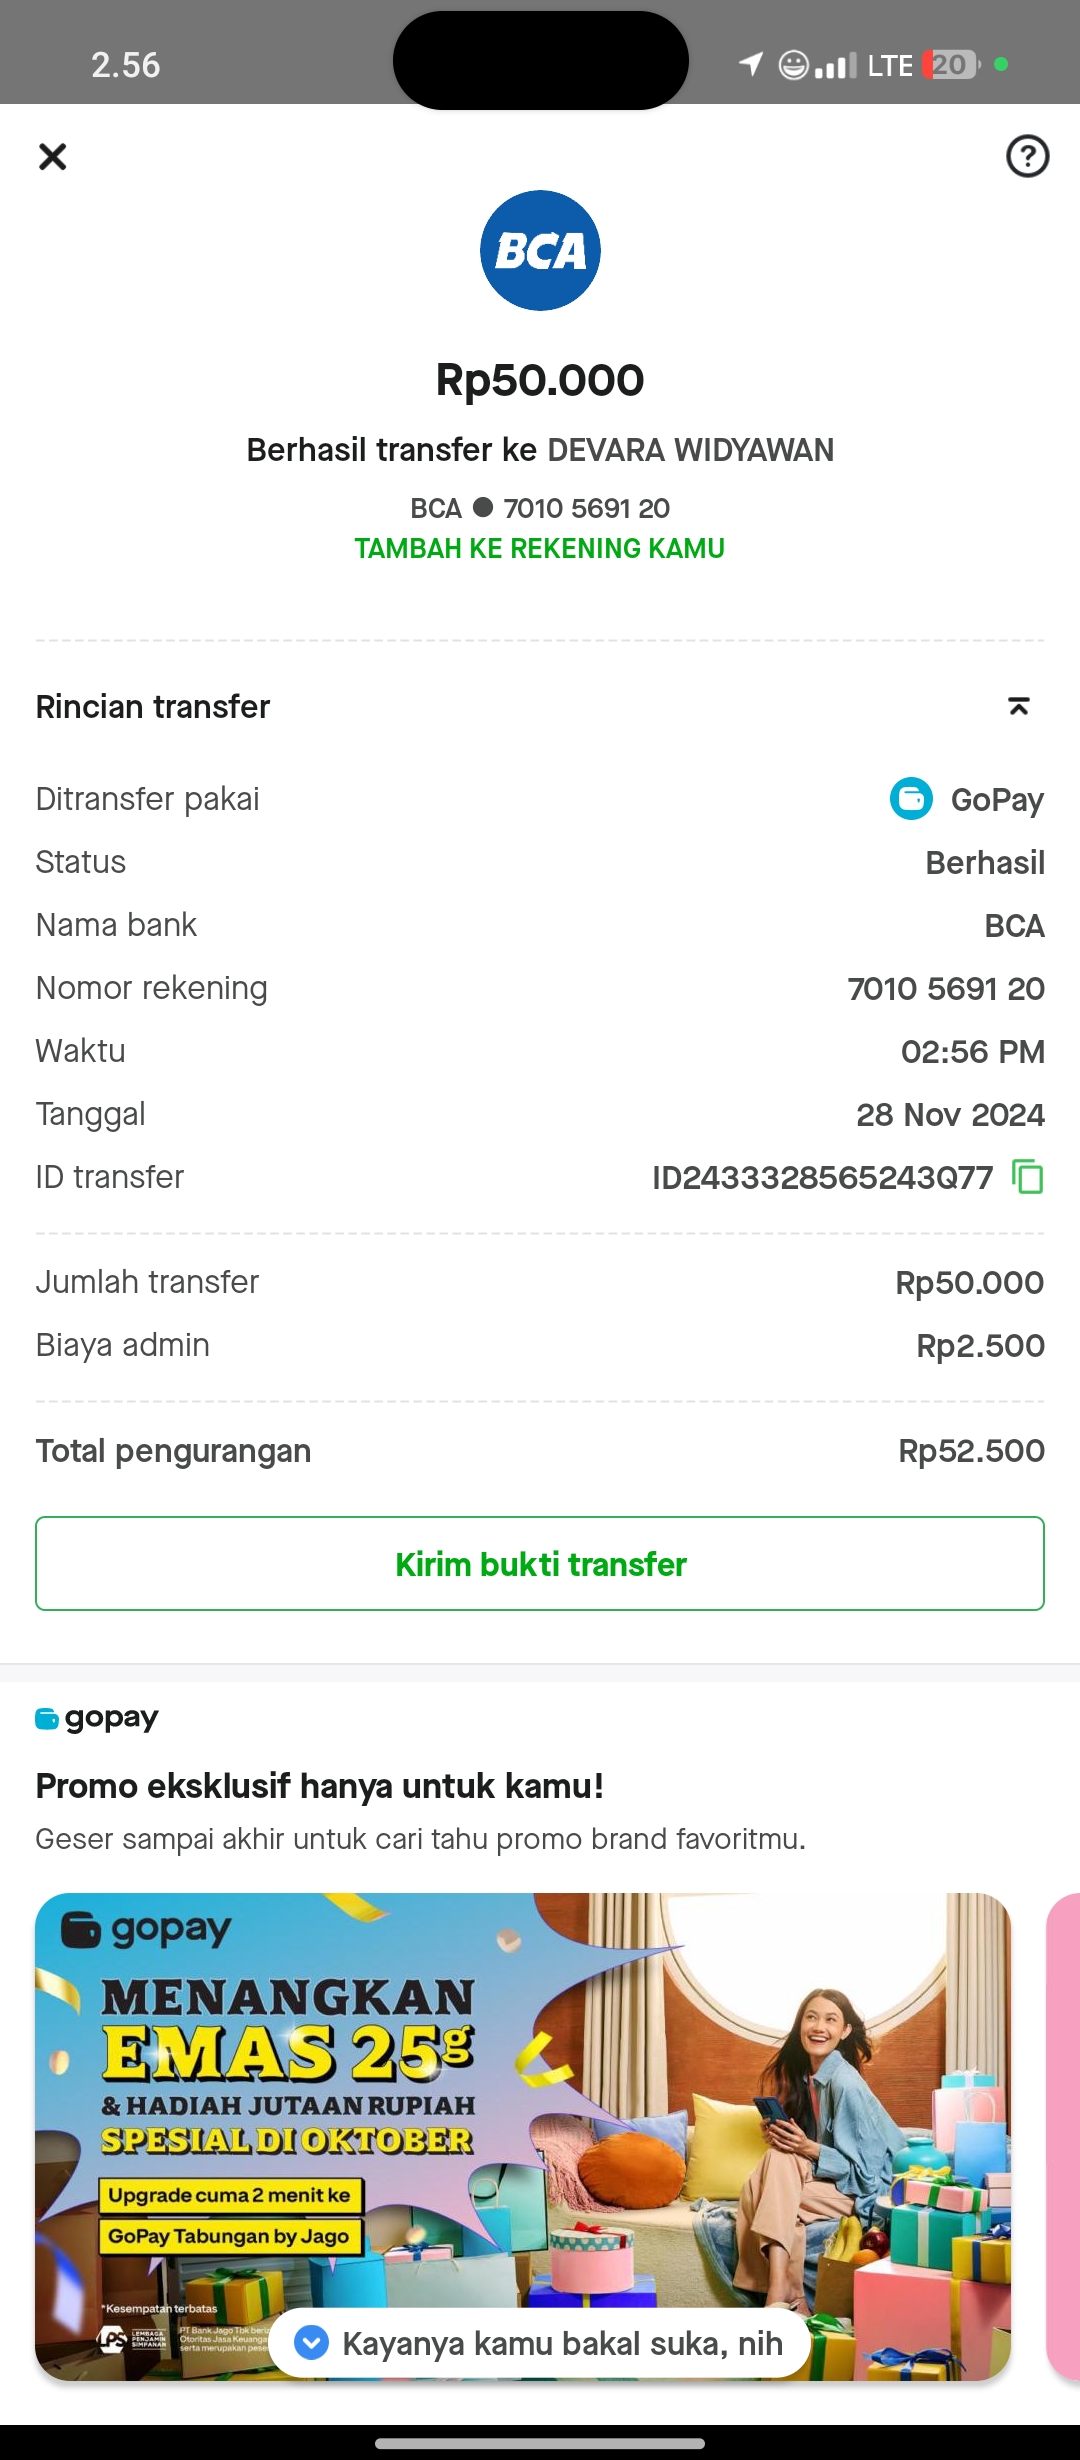 2.56
LTE 20
BCA
Rp50.000
Berhasil transfer ke DEVARA WIDYAWAN
BCA ● 7010 5691 20
TAMBAH KE REKENING KAMU
Rincian transfer
Ditransfer pakai GoPay
Status Berhasil
Nama bank BCA
Nomor rekening 7010 5691 20
Waktu 02:56 PM
Tanggal 28 Nov 2024
ID transfer ID2433328565243Q77
Jumlah transfer Rp50.000
Biaya admin Rp2.500
Total pengurangan Rp52.500
Kirim bukti transfer
gopay
Promo eksklusif hanya untuk kamu!
Geser sampai akhir untuk cari tahu promo brand favoritmu.
gopay
MENANGKAN
EMAS 25g
& HADIAH JUTAAN RUPIAH
SPESIAL DI OKTOBER
Upgrade cuma 2 menit ke
GoPay Tabungan by Jago
*Kesempatan terbatas
LPS LEMBAGA PENJAMIN SIMPANAN
PT Bank Jago Tbk
Otoritas Jasa
serta merupakan
Kayanya kamu bakal suka, nih